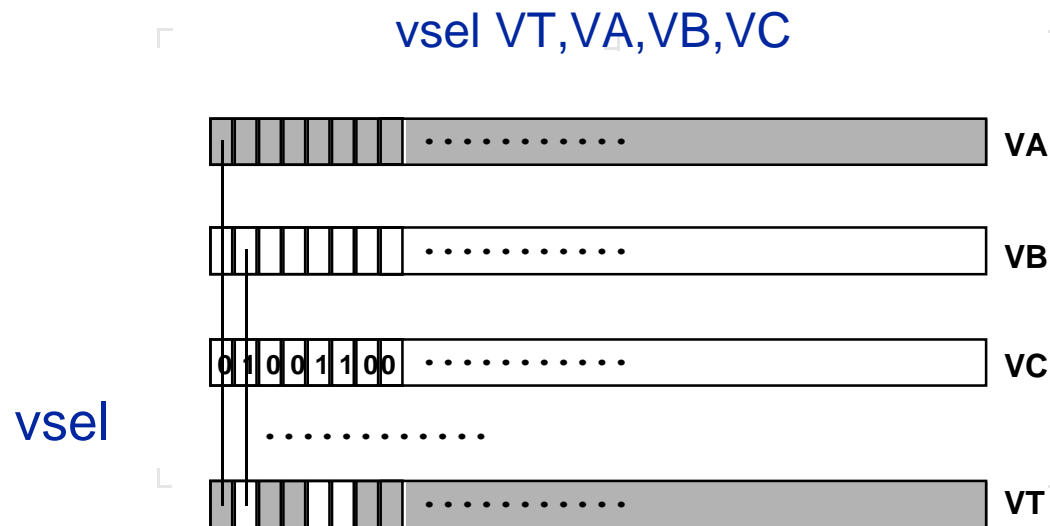 vsel VT,VA,VB,VC
VA
VB
0 1 0 0 1 1 0 0
VC
vsel
VT